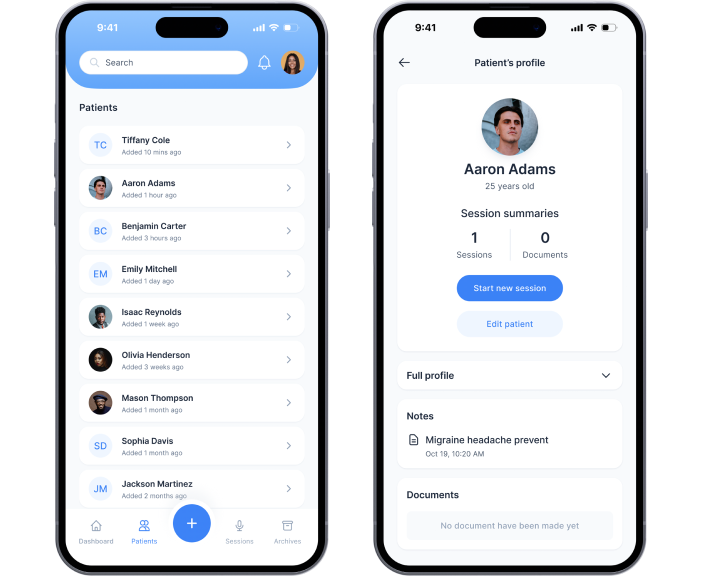 9:41
Search
Patients
TC
Tiffany Cole
Added 10 mins ago
Aaron Adams
Added 1 hour ago
BC
Benjamin Carter
Added 3 hours ago
EM
Emily Mitchell
Added 1 day ago
Isaac Reynolds
Added 1 week ago
Olivia Henderson
Added 3 weeks ago
Mason Thompson
Added 1 month ago
SD
Sophia Davis
Added 1 month ago
JM
Jackson Martinez
Added 2 months ago
Dashboard
Patients
Sessions
Archives
9:41
Patient's profile
Aaron Adams
25 years old
Session summaries
1
Sessions
0
Documents
Start new session
Edit patient
Full profile
Notes
Migraine headache prevent
Oct 19, 10:20 AM
Documents
No document have been made yet